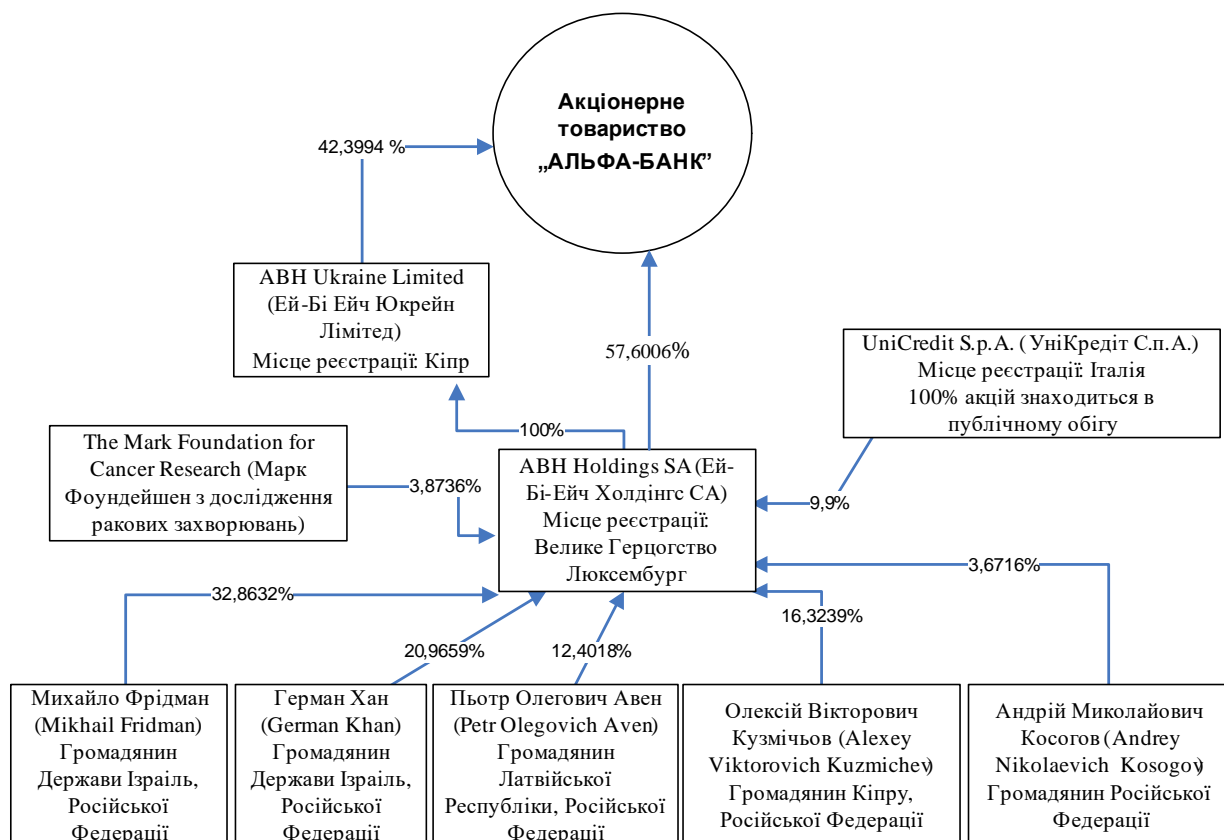 Акціонерне
товариство
„АЛЬФА-БАНК”
42,3994 %
ABH Ukraine Limited
(Ей-Бі Ейч Юкрейн
Лімітед)
Місце реєстрації: Кіпр
57,6006%
UniCredit S.p.A. (УніКредіт С.п.А.)
Місце реєстрації: Італія
100% акцій знаходиться в
публічному обігу
100%
The Mark Foundation for
Cancer Research (Марк
Фоундейшен з дослідження
ракових захворювань)
3,8736%
ABH Holdings SA (Ей-
Бі-Ейч Холдінгс СА)
Місце реєстрації:
Велике Герцогство
Люксембург
9,9%
32,8632%
20,9659%
12,4018%
16,3239%
3,6716%
Михайло Фрідман
(Mikhail Fridman)
Громадянин
Держави Ізраіль,
Російської
Федерації
Герман Хан
(German Khan)
Громадянин
Держави Ізраіль,
Російської
Федерації
Пьотр Олегович Авен
(Petr Olegovich Aven)
Громадянин
Латвійської
Республіки, Російської
Федерації
Олексій Вікторович
Кузмічьов (Alexey
Viktorovich Kuzmichev)
Громадянин Кіпру,
Російської Федерації
Андрій Миколайович
Косогов (Andrey
Nikolaevich Kosogov)
Громадянин Російської
Федерації